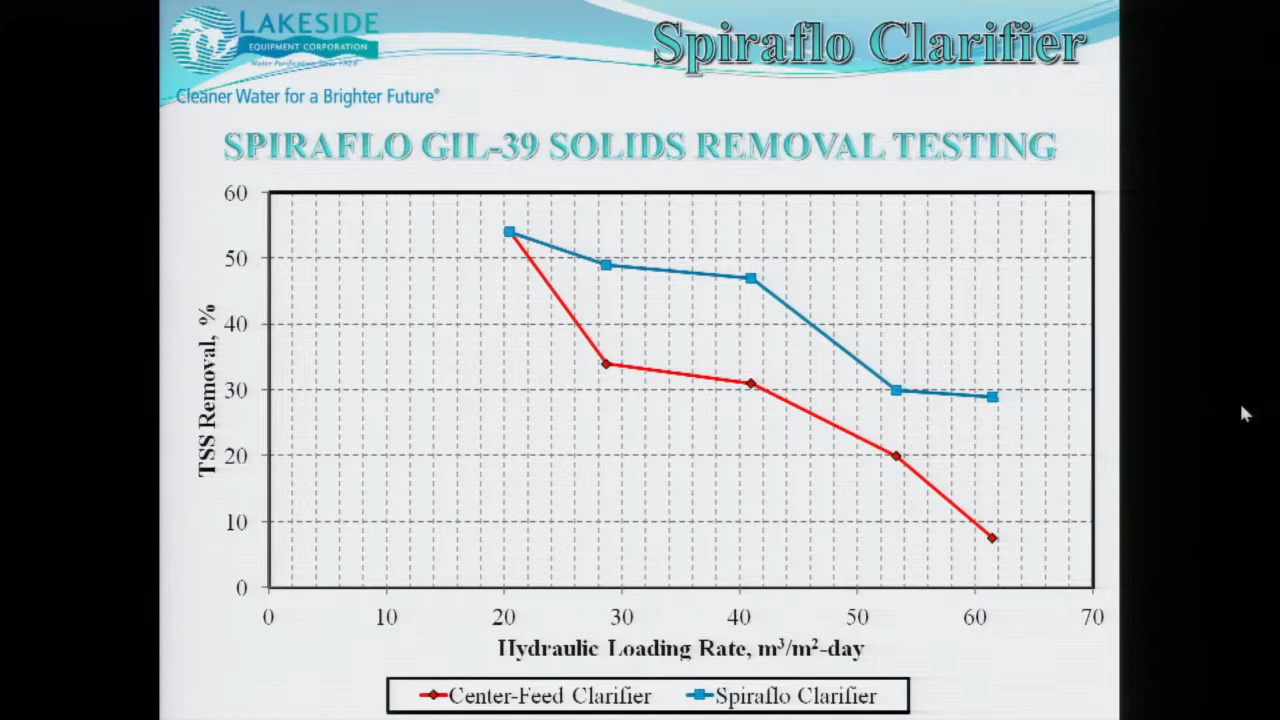 LAKESIDE
EQUIPMENT CORPORATION
Water Purification Since 1928
Cleaner Water for a Brighter Future®
Spiraflo Clarifier
SPIRAFLO GIL-39 SOLIDS REMOVAL TESTING
60
50
40
30
20
10
0
TSS Removal, %
0 10 20 30 40 50 60 70
Hydraulic Loading Rate, m³/m²-day
Center-Feed Clarifier Spiraflo Clarifier